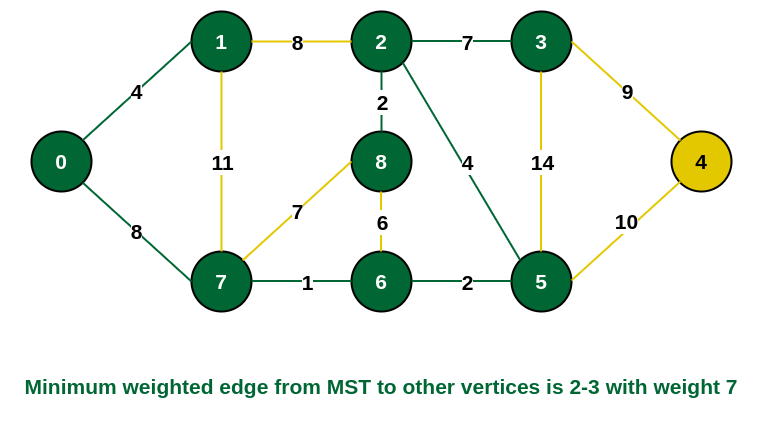 1 8 2 7 3
4 2 9
0 11 8 4 14 4
7
8 6 10
7 1 6 2 5
Minimum weighted edge from MST to other vertices is 2-3 with weight 7